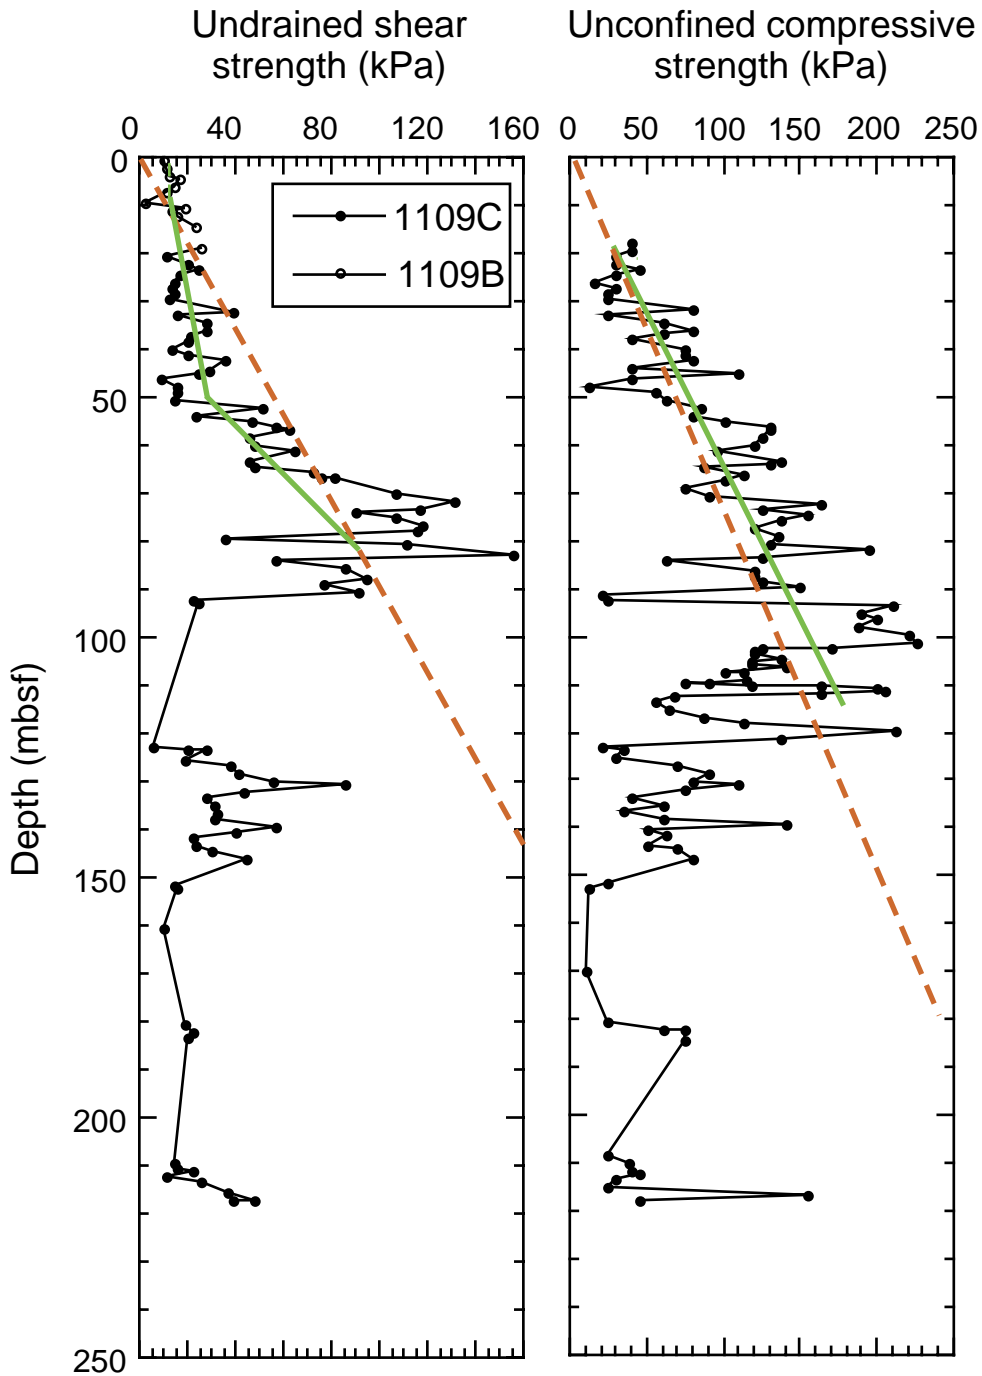 Undrained shear
strength (kPa)
Unconfined compressive
strength (kPa)
0 40 80 120 160
0 50 100 150 200 250
0
1109C
1109B
50
100
Depth (mbsf)
150
200
250